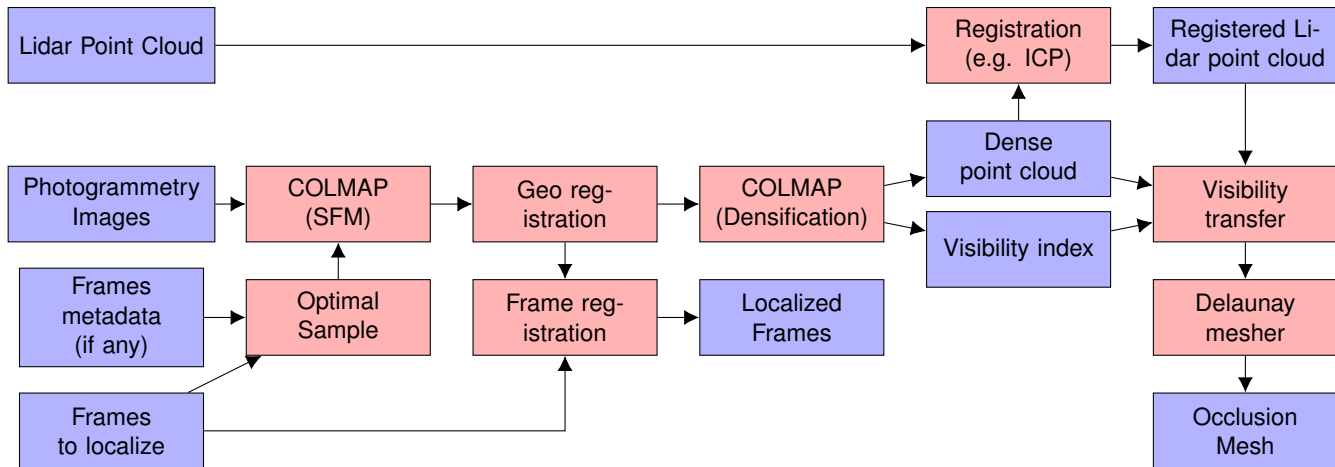 Lidar Point Cloud
Registration
(e.g. ICP)
Registered Li-
dar point cloud
Photogrammetry
Images
COLMAP
(SFM)
Geo reg-
istration
COLMAP
(Densification)
Dense
point cloud
Visibility index
Visibility
transfer
Frames
metadata
(if any)
Optimal
Sample
Frame reg-
istration
Localized
Frames
Delaunay
mesher
Frames
to localize
Occlusion
Mesh